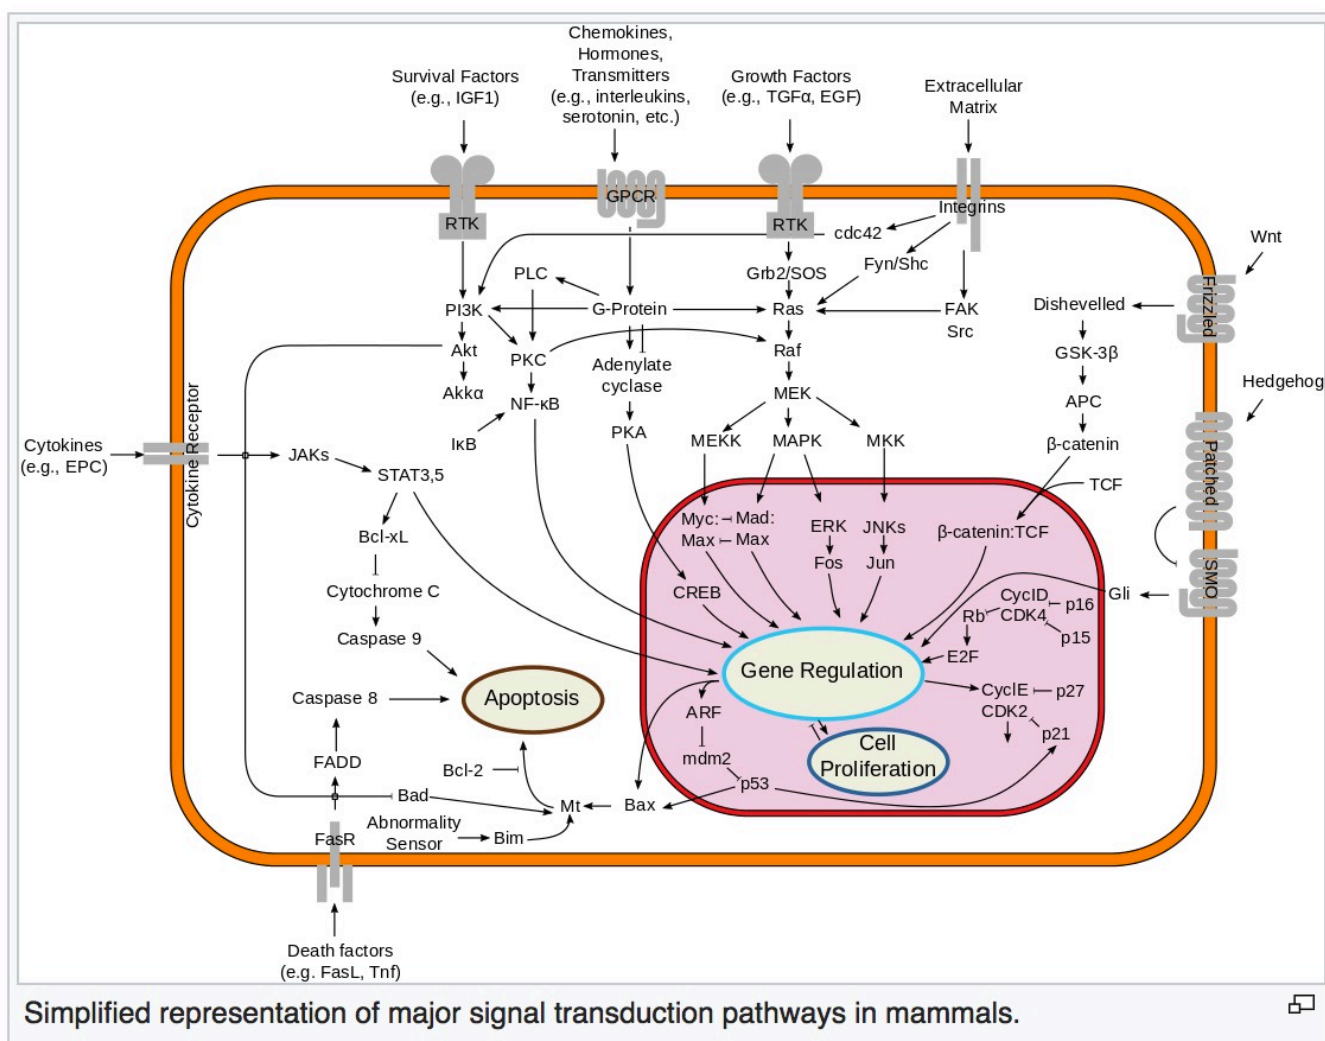 Chemokines,
Hormones,
Transmitters
(e.g., interleukins,
serotonin, etc.)
Survival Factors
(e.g., IGF1)
Growth Factors
(e.g., TGFα, EGF)
Extracellular
Matrix
RTK
GPCR
RTK
Integrins
cdc42
Wnt
PLC
Grb2/SOS
Fyn/Shc
Frizzled
Dishevelled
PI3K
G-Protein
Ras
FAK
Src
Akt
PKC
Adenylate
cyclase
Raf
GSK-3β
Hedgehog
Akkα
NF-κB
MEK
APC
IκB
PKA
MEKK
MAPK
MKK
β-catenin
Patched
Cytokines
(e.g., EPC)
Cytokine Receptor
JAKs
STAT3,5
TCF
Myc:
Max
Mad:
Max
ERK
JNKs
β-catenin:TCF
Bcl-xL
Fos
Jun
SMO
Cytochrome C
CREB
Gli
CycID
CDK4
p16
Rb
p15
Caspase 9
E2F
Gene Regulation
Caspase 8
Apoptosis
ARF
CyclE
CDK2
p27
p21
FADD
Bcl-2
mdm2
Cell
Proliferation
p53
Bad
Mt
Bax
Abnormality
Sensor
Bim
FasR
Death factors
(e.g. FasL, Tnf)
Simplified representation of major signal transduction pathways in mammals.